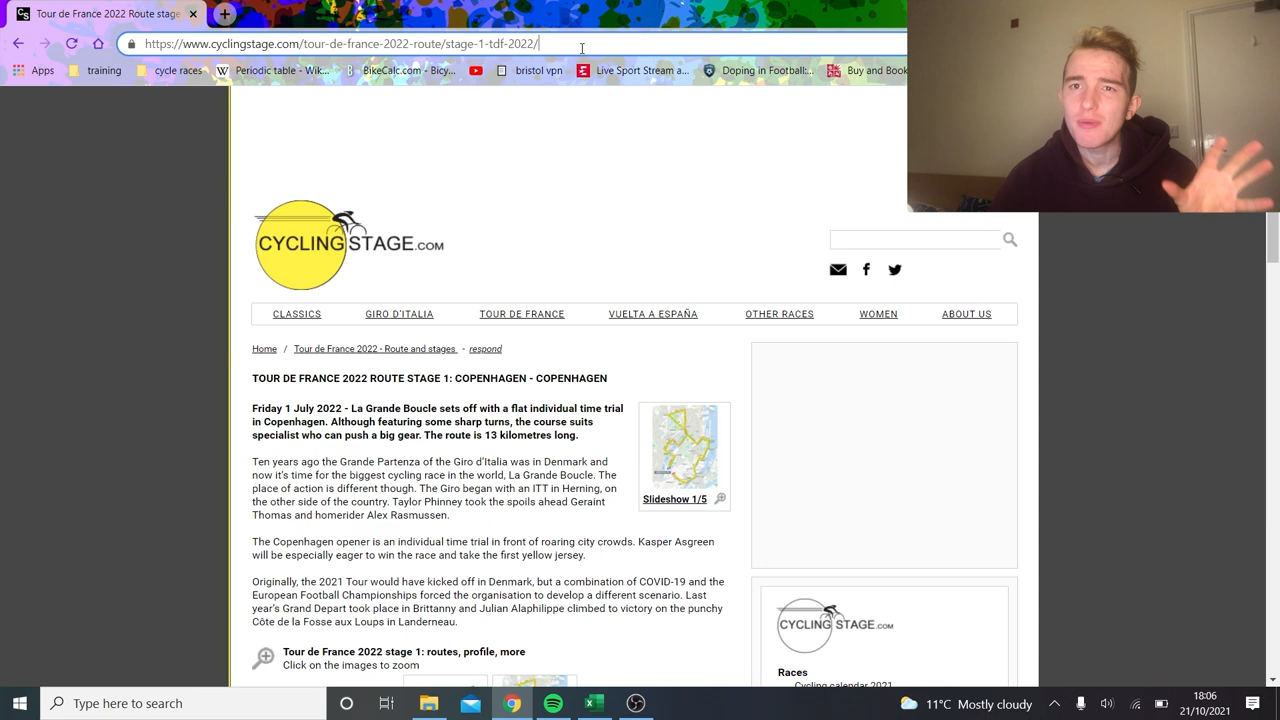 Tour de France 2022 Route stage
https://www.cyclingstage.com/tour-de-france-2022-route/stage-1-tdf-2022/
Apps training cycle races Periodic table - Wik... BikeCalc.com - Bicy... bristol vpn Live Sport Stream a... Doping in Football:... Buy and Book
CYCLINGSTAGE.COM
CLASSICS GIRO D'ITALIA TOUR DE FRANCE VUELTA A ESPAÑA OTHER RACES WOMEN ABOUT US
Home / Tour de France 2022 - Route and stages - respond
TOUR DE FRANCE 2022 ROUTE STAGE 1: COPENHAGEN - COPENHAGEN
Friday 1 July 2022 - La Grande Boucle sets off with a flat individual time trial
in Copenhagen. Although featuring some sharp turns, the course suits
specialist who can push a big gear. The route is 13 kilometres long.
Ten years ago the Grande Partenza of the Giro d'Italia was in Denmark and
now it's time for the biggest cycling race in the world, La Grande Boucle. The
place of action is different though. The Giro began with an ITT in Herning, on
the other side of the country. Taylor Phinney took the spoils ahead Geraint
Thomas and homerider Alex Rasmussen.
Slideshow 1/5
The Copenhagen opener is an individual time trial in front of roaring city crowds. Kasper Asgreen
will be especially eager to win the race and take the first yellow jersey.
Originally, the 2021 Tour would have kicked off in Denmark, but a combination of COVID-19 and the
European Football Championships forced the organisation to develop a different scenario. Last
year's Grand Depart took place in Brittanny and Julian Alaphilippe climbed to victory on the punchy
Côte de la Fosse aux Loups in Landerneau.
Tour de France 2022 stage 1: routes, profile, more
Click on the images to zoom
CYCLINGSTAGE.COM
Races
Cycling calendar 2021
Type here to search
11°C Mostly cloudy
18:06
21/10/2021